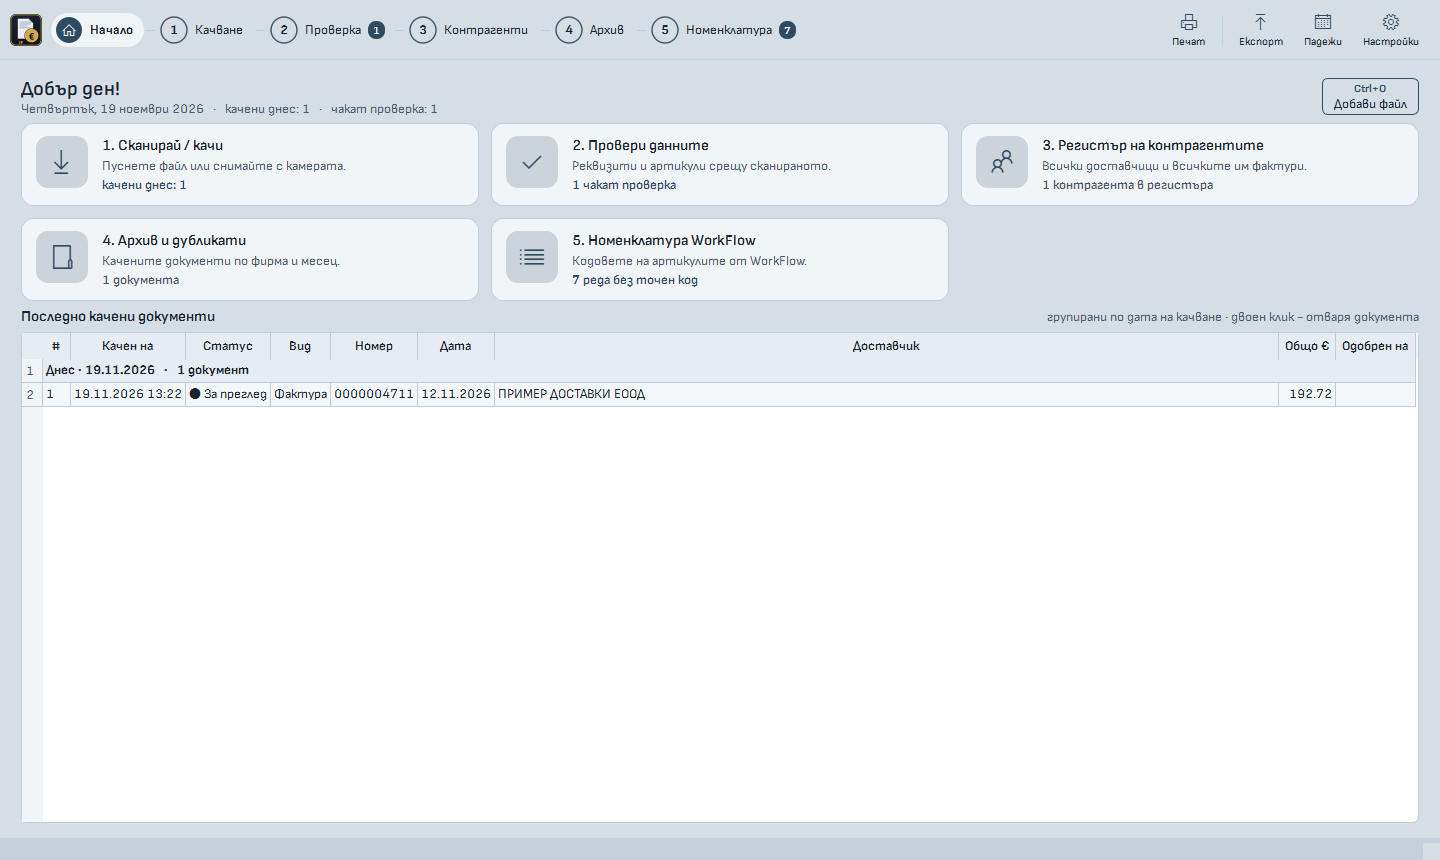 Начало
1 Качване
2 Проверка 1
3 Контрагенти
4 Архив
5 Номенклатура 7
Печат
Експорт
Падежи
Настройки
Добър ден!
Четвъртък, 19 ноември 2026 · качени днес: 1 · чакат проверка: 1
Ctrl+O
Добави файл
1. Сканирай / качи
Пуснете файл или снимайте с камерата.
качени днес: 1
2. Провери данните
Реквизити и артикули срещу сканираното.
1 чакат проверка
3. Регистър на контрагентите
Всички доставчици и всичките им фактури.
1 контрагента в регистъра
4. Архив и дубликати
Качените документи по фирма и месец.
1 документа
5. Номенклатура WorkFlow
Кодовете на артикулите от WorkFlow.
7 реда без точен код
Последно качени документи
групирани по дата на качване · двоен клик – отваря документа
# Качен на Статус Вид Номер Дата Доставчик Общо € Одобрен на
1 Днес · 19.11.2026 · 1 документ
2 1 19.11.2026 13:22 ● За преглед Фактура 0000004711 12.11.2026 ПРИМЕР ДОСТАВКИ ЕООД 192.72